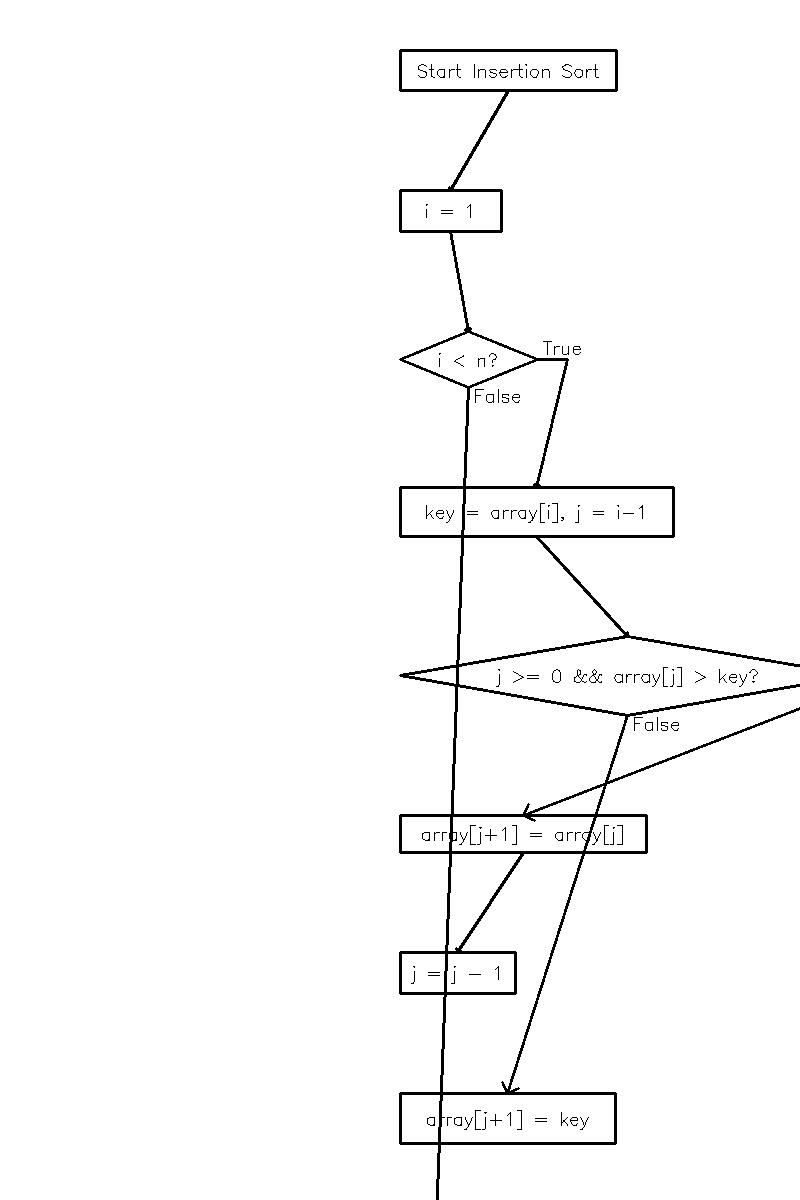 Start Insertion Sort
i = 1
i < n?
True
False
key = array[i], j = i-1
j >= 0 && array[j] > key?
False
array[j+1] = array[j]
j = j - 1
array[j+1] = key